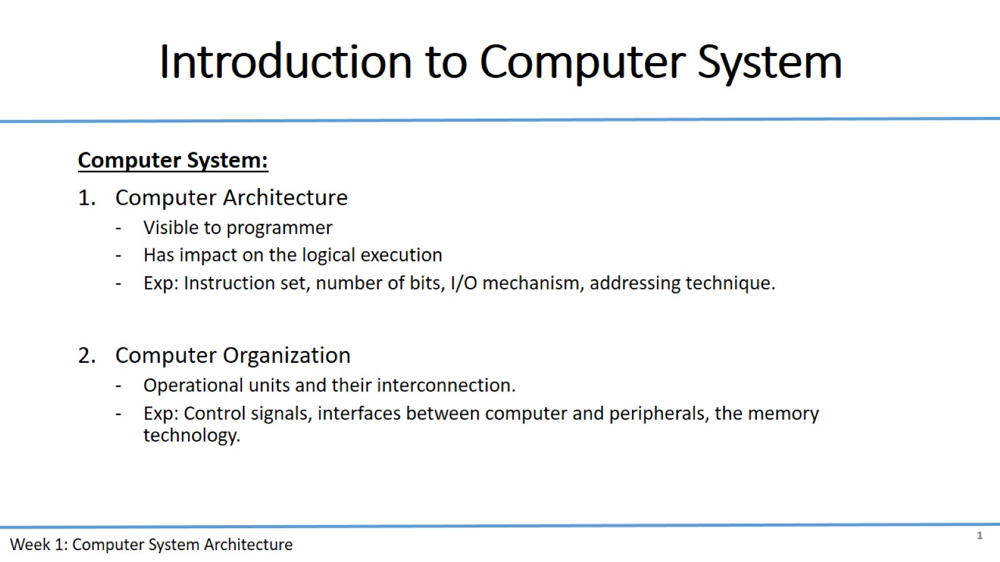 Introduction to Computer System
Computer System:
1. Computer Architecture
- Visible to programmer
- Has impact on the logical execution
- Exp: Instruction set, number of bits, I/O mechanism, addressing technique.
2. Computer Organization
- Operational units and their interconnection.
- Exp: Control signals, interfaces between computer and peripherals, the memory
technology.
Week 1: Computer System Architecture
1